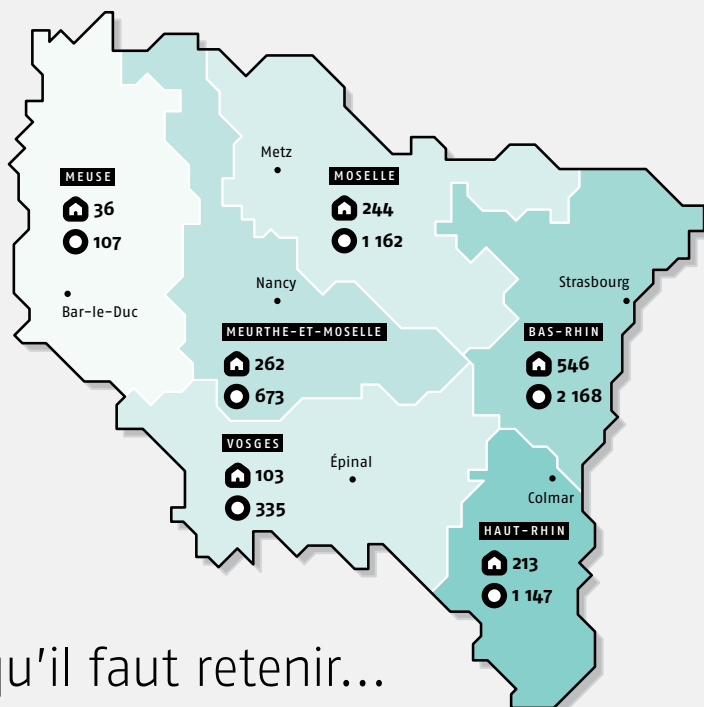 Metz
MEUSE
36
107
MOSELLE
244
1 162
Bar-le-Duc
Nancy
Strasbourg
MEURTHE-ET-MOSELLE
262
673
BAS-RHIN
546
2 168
VOSGES
103
335
Épinal
Colmar
HAUT-RHIN
213
1 147
qu'il faut retenir...